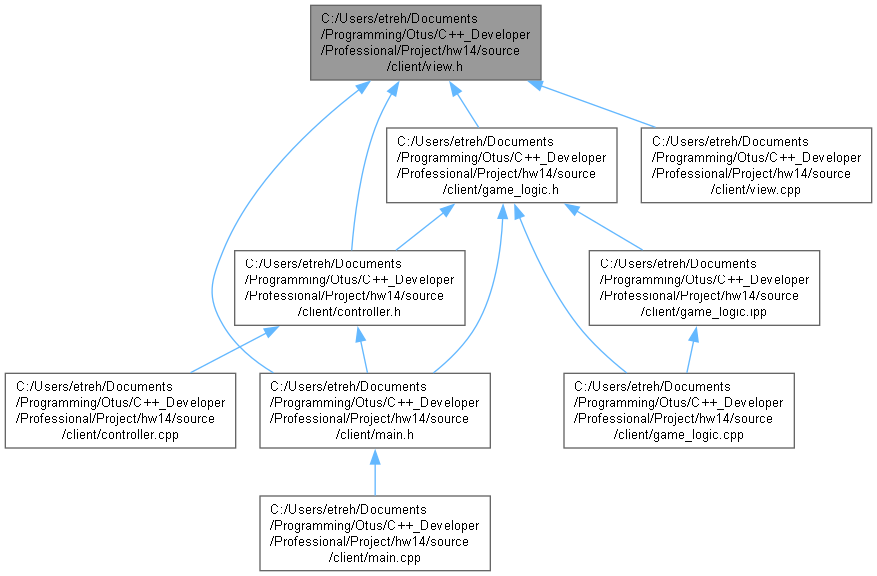 C:/Users/etreh/Documents
/Programming/Otus/C++_Developer
/Professional/Project/hw14/source
/client/view.h
C:/Users/etreh/Documents
/Programming/Otus/C++_Developer
/Professional/Project/hw14/source
/client/game_logic.h
C:/Users/etreh/Documents
/Programming/Otus/C++_Developer
/Professional/Project/hw14/source
/client/view.cpp
C:/Users/etreh/Documents
/Programming/Otus/C++_Developer
/Professional/Project/hw14/source
/client/controller.h
C:/Users/etreh/Documents
/Programming/Otus/C++_Developer
/Professional/Project/hw14/source
/client/game_logic.ipp
C:/Users/etreh/Documents
/Programming/Otus/C++_Developer
/Professional/Project/hw14/source
/client/controller.cpp
C:/Users/etreh/Documents
/Programming/Otus/C++_Developer
/Professional/Project/hw14/source
/client/main.h
C:/Users/etreh/Documents
/Programming/Otus/C++_Developer
/Professional/Project/hw14/source
/client/game_logic.cpp
C:/Users/etreh/Documents
/Programming/Otus/C++_Developer
/Professional/Project/hw14/source
/client/main.cpp